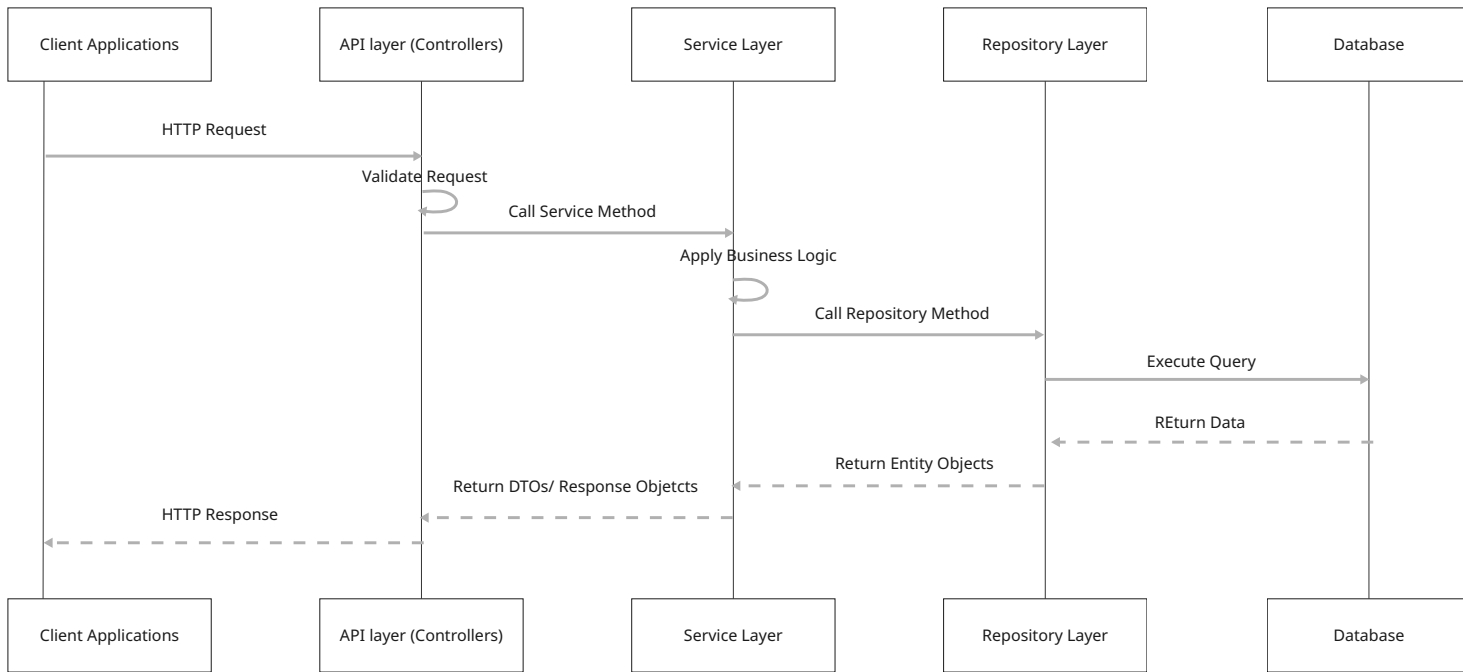 Client Applications
API layer (Controllers)
Service Layer
Repository Layer
Database
HTTP Request
Validate Request
Call Service Method
Apply Business Logic
Call Repository Method
Execute Query
REturn Data
Return Entity Objects
Return DTOs/ Response Objetcts
HTTP Response
Client Applications
API layer (Controllers)
Service Layer
Repository Layer
Database